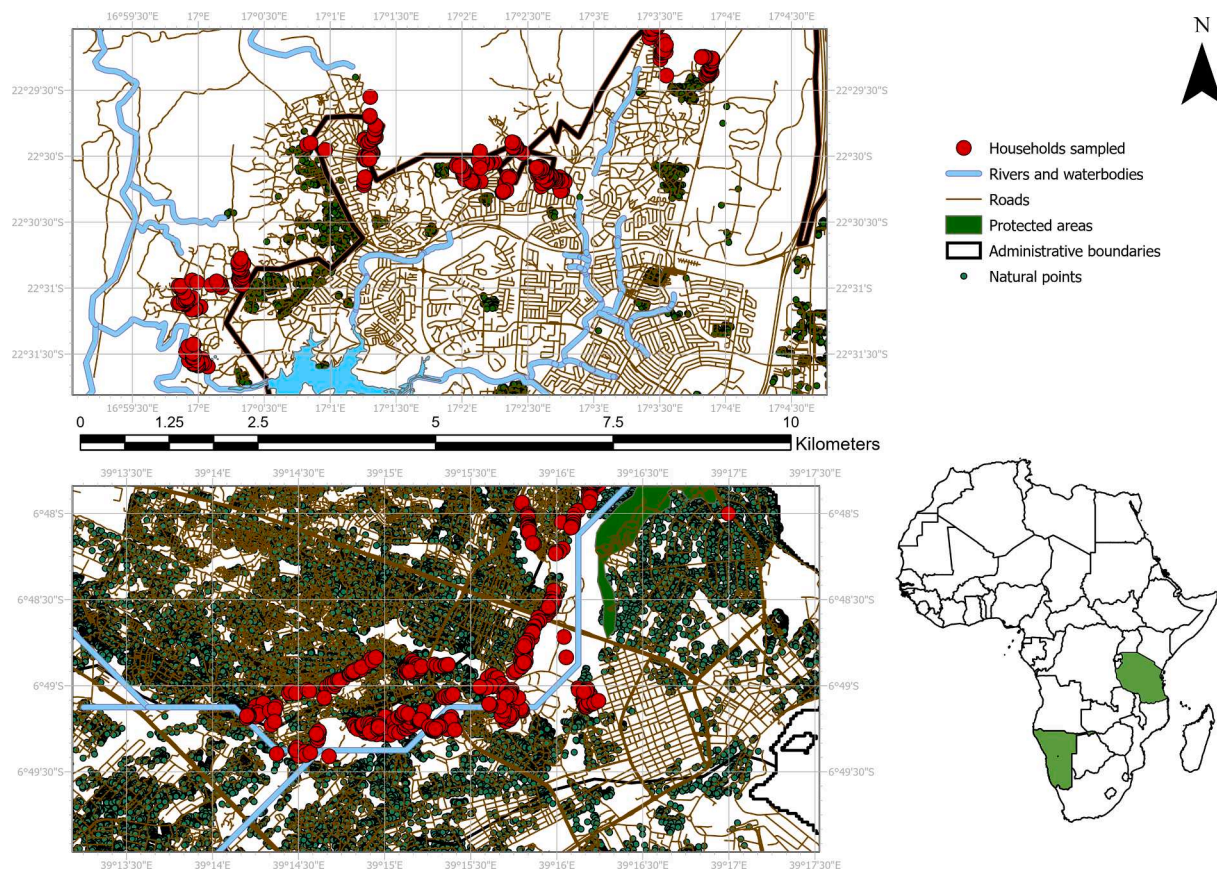 16°59'30"E 17°E 17°0'30"E 17°1'E 17°1'30"E 17°2'E 17°2'30"E 17°3'E 17°3'30"E 17°4'E 17°4'30"E
N
22°29'30"S 22°29'30"S
Households sampled
22°30'S 22°30'S
Rivers and waterbodies
Roads
22°30'30"S 22°30'30"S
Protected areas
Administrative boundaries
Natural points
22°31'S 22°31'S
22°31'30"S 22°31'30"S
16°59'30"E 17°E 17°0'30"E 17°1'E 17°1'30"E 17°2'E 17°2'30"E 17°3'E 17°3'30"E 17°4'E 17°4'30"E
0 1.25 2.5 5 7.5 10
Kilometers
39°13'30"E 39°14'E 39°14'30"E 39°15'E 39°15'30"E 39°16'E 39°16'30"E 39°17'E 39°17'30"E
6°48'S 6°48'S
6°48'30"S 6°48'30"S
6°49'S 6°49'S
6°49'30"S 6°49'30"S
39°13'30"E 39°14'E 39°14'30"E 39°15'E 39°15'30"E 39°16'E 39°16'30"E 39°17'E 39°17'30"E